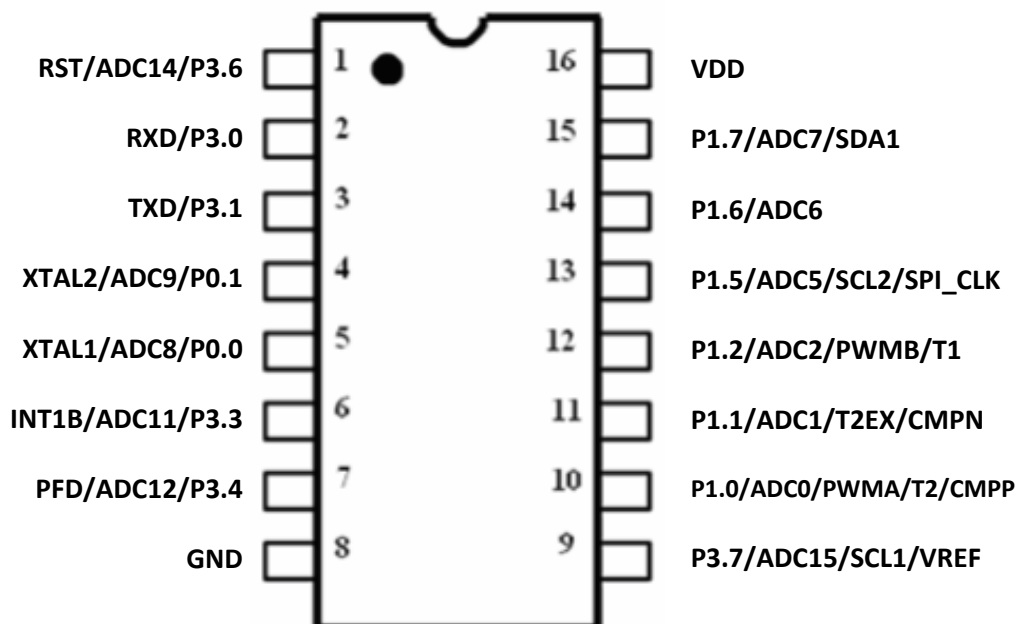 RST/ADC14/P3.6 1 16 VDD
RXD/P3.0 2 15 P1.7/ADC7/SDA1
TXD/P3.1 3 14 P1.6/ADC6
XTAL2/ADC9/P0.1 4 13 P1.5/ADC5/SCL2/SPI_CLK
XTAL1/ADC8/P0.0 5 12 P1.2/ADC2/PWMB/T1
INT1B/ADC11/P3.3 6 11 P1.1/ADC1/T2EX/CMPN
PFD/ADC12/P3.4 7 10 P1.0/ADC0/PWMA/T2/CMPP
GND 8 9 P3.7/ADC15/SCL1/VREF